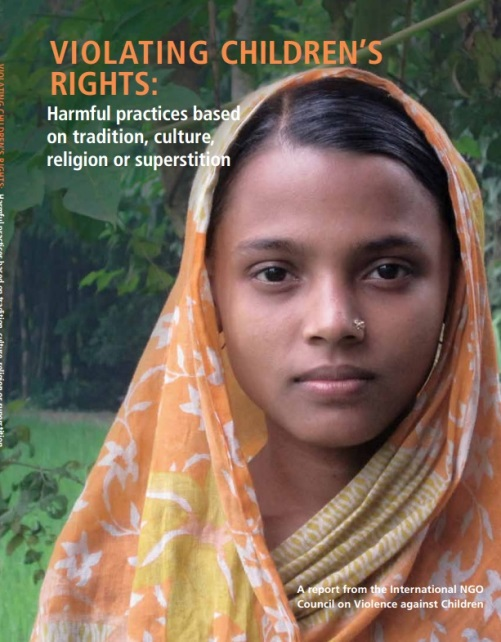 VIOLATING CHILDREN'S
RIGHTS:
Harmful practices based
on tradition, culture,
religion or superstition
A report from the International NGO
Council on Violence against Children
VIOLATING CHILDREN'S RIGHTS: Harmful practices based on tradition, culture, religion or superstition